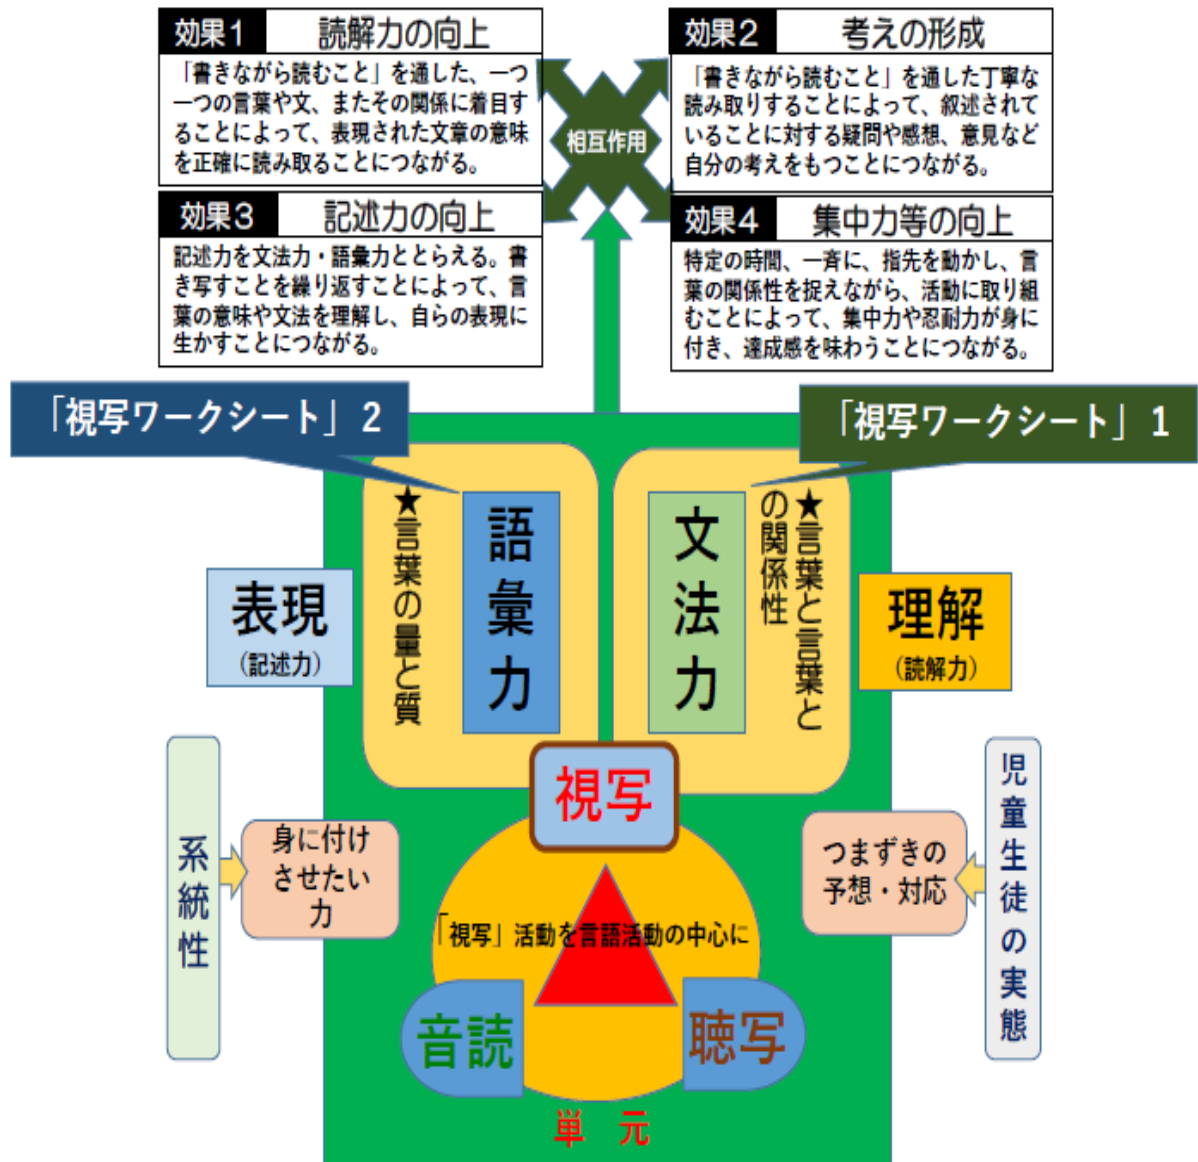 効果1 読解力の向上
「書きながら読むこと」を通した、一つ
一つの言葉や文、またその関係に着目す
ることによって、表現された文章の意味
を正確に読み取ることにつながる。
効果2 考えの形成
「書きながら読むこと」を通した丁寧な
読み取りすることによって、叙述されて
いることに対する疑問や感想、意見など
自分の考えをもつことにつながる。
相互作用
効果3 記述力の向上
記述力を文法力・語彙力ととらえる。書
き写すことを繰り返すことによって、言
葉の意味や文法を理解し、自らの表現に
生かすことにつながる。
効果4 集中力等の向上
特定の時間、一斉に、指先を動かし、言
葉の関係性を捉えながら、活動に取り組
むことによって、集中力や忍耐力が身に
付き、達成感を味わうことにつながる。
「視写ワークシート」2
「視写ワークシート」1
★言葉の量と質
語彙力
文法力
★言葉と言葉と
の関係性
表現
(記述力)
理解
(読解力)
視写
系統性
身に付け
させたい
力
つまずきの
予想・対応
児童生徒の実態
「視写」活動を言語活動の中心に
音読
聴写
単元